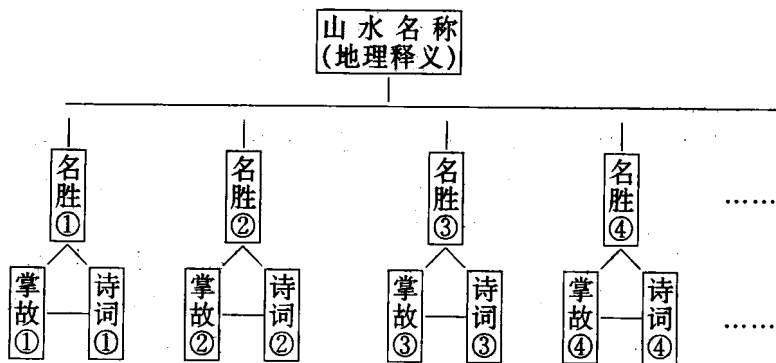 山水名称
(地理释义)
名胜①
名胜②
名胜③
名胜④
……
掌故①
诗词①
掌故②
诗词②
掌故③
诗词③
掌故④
诗词④
……